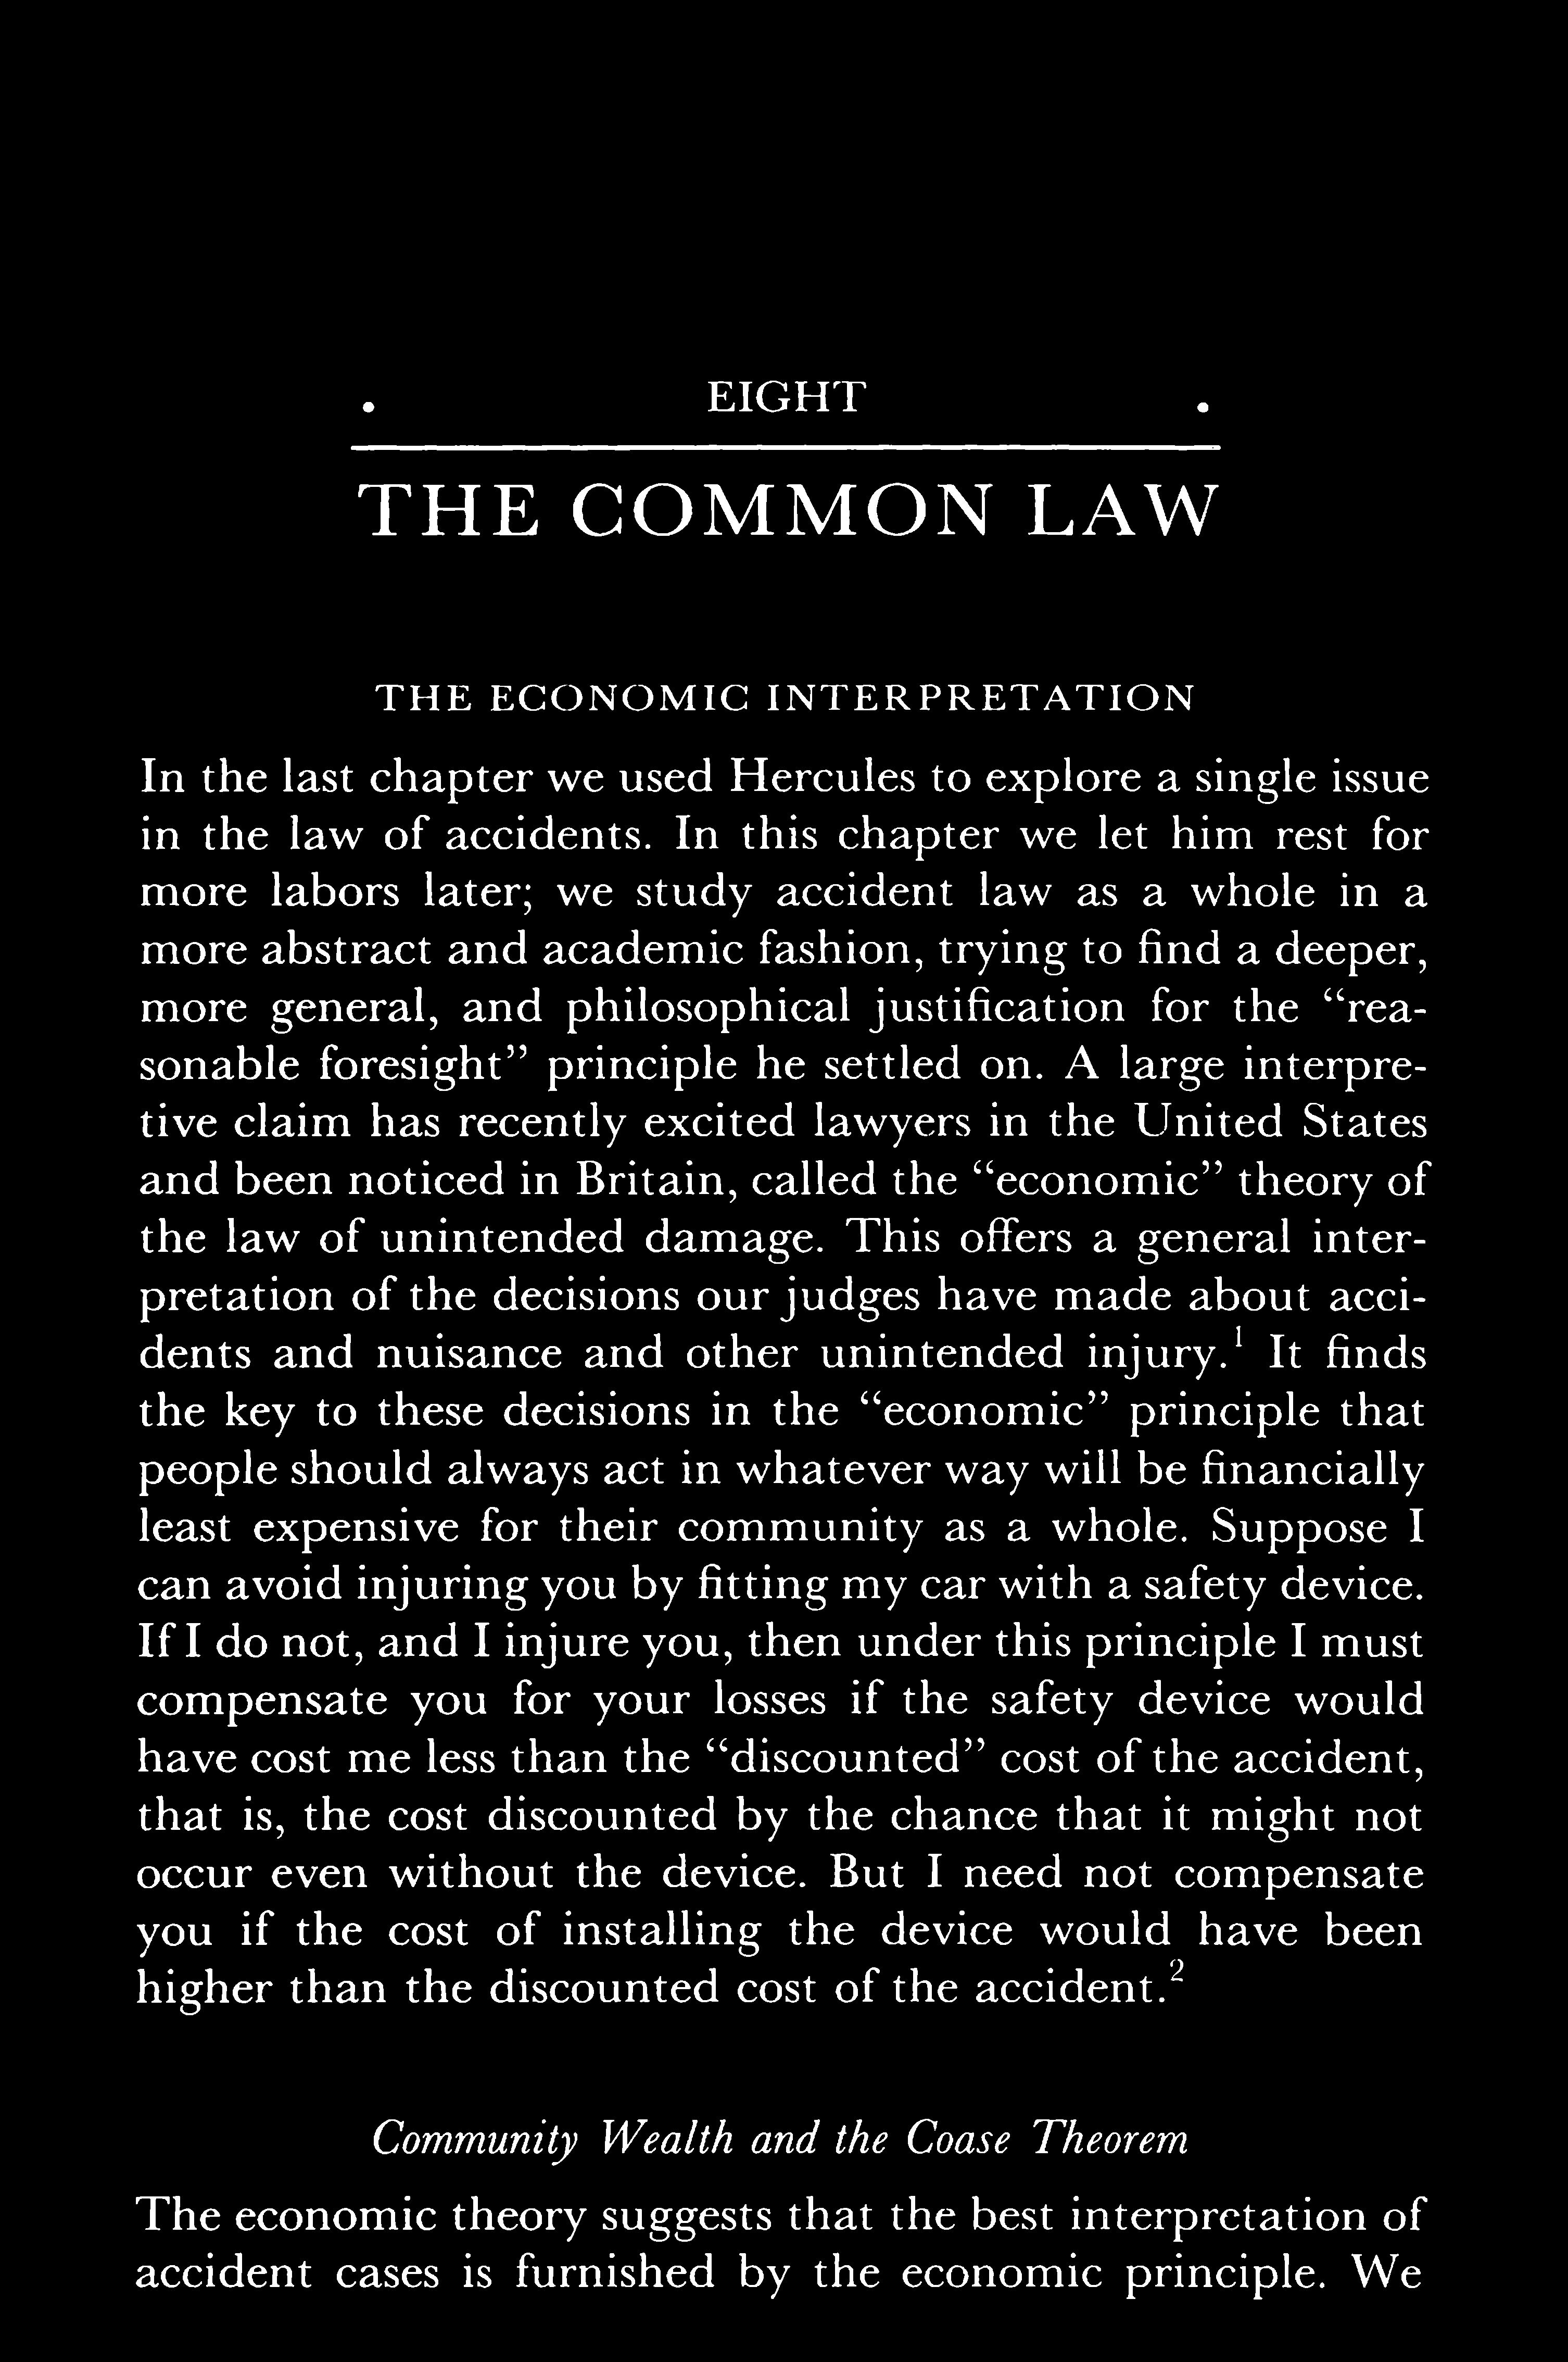 . EIGHT .
THE COMMON LAW
THE ECONOMIC INTERPRETATION
In the last chapter we used Hercules to explore a single issue
in the law of accidents. In this chapter we let him rest for
more labors later; we study accident law as a whole in a
more abstract and academic fashion, trying to find a deeper,
more general, and philosophical justification for the “rea-
sonable foresight” principle he settled on. A large interpre-
tive claim has recently excited lawyers in the United States
and been noticed in Britain, called the “economic” theory of
the law of unintended damage. This offers a general inter-
pretation of the decisions our judges have made about acci-
dents and nuisance and other unintended injury.¹ It finds
the key to these decisions in the “economic” principle that
people should always act in whatever way will be financially
least expensive for their community as a whole. Suppose I
can avoid injuring you by fitting my car with a safety device.
If I do not, and I injure you, then under this principle I must
compensate you for your losses if the safety device would
have cost me less than the “discounted” cost of the accident,
that is, the cost discounted by the chance that it might not
occur even without the device. But I need not compensate
you if the cost of installing the device would have been
higher than the discounted cost of the accident.²
Community Wealth and the Coase Theorem
The economic theory suggests that the best interpretation of
accident cases is furnished by the economic principle. We